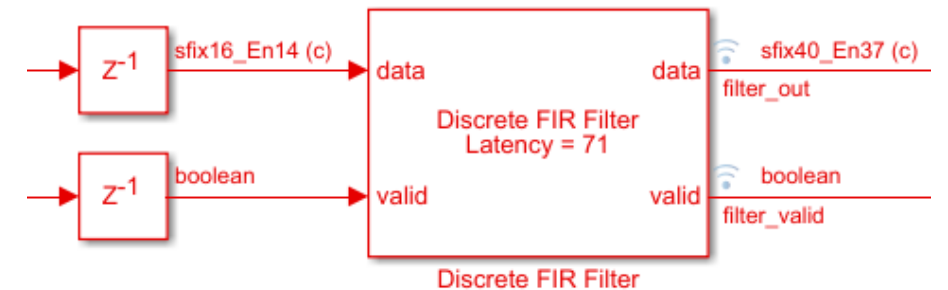 z-1
sfix16_En14 (c)
data
data
sfix40_En37 (c)
filter_out
Discrete FIR Filter
Latency = 71
z-1
boolean
valid
valid
boolean
filter_valid
Discrete FIR Filter